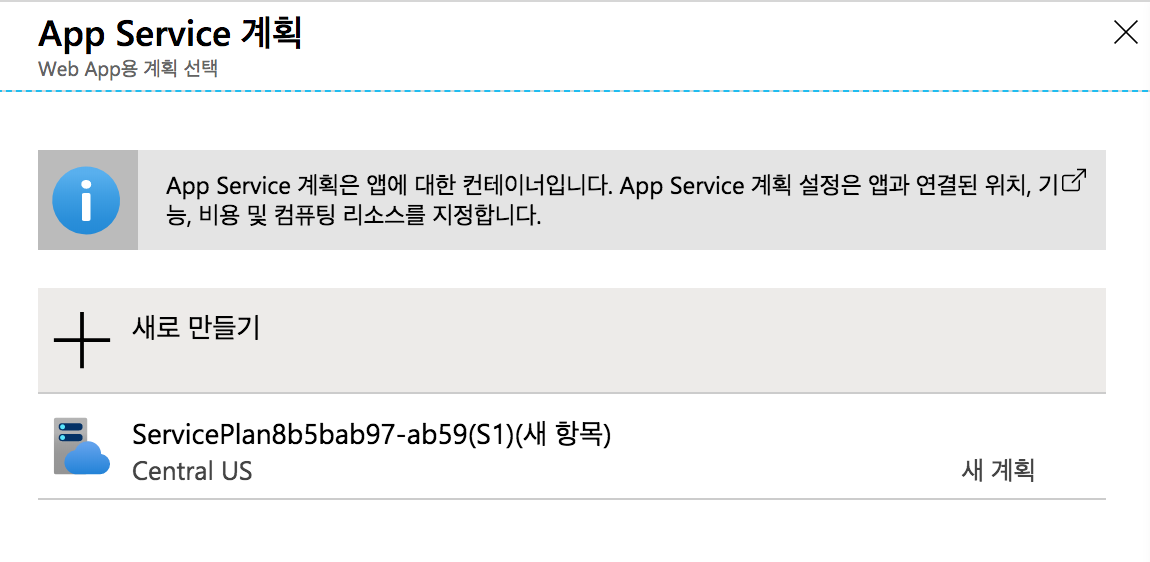 App Service 계획
Web App용 계획 선택
App Service 계획은 앱에 대한 컨테이너입니다. App Service 계획 설정은 앱과 연결된 위치, 기
능, 비용 및 컴퓨팅 리소스를 지정합니다.
새로 만들기
ServicePlan8b5bab97-ab59(S1)(새 항목)
Central US
새 계획